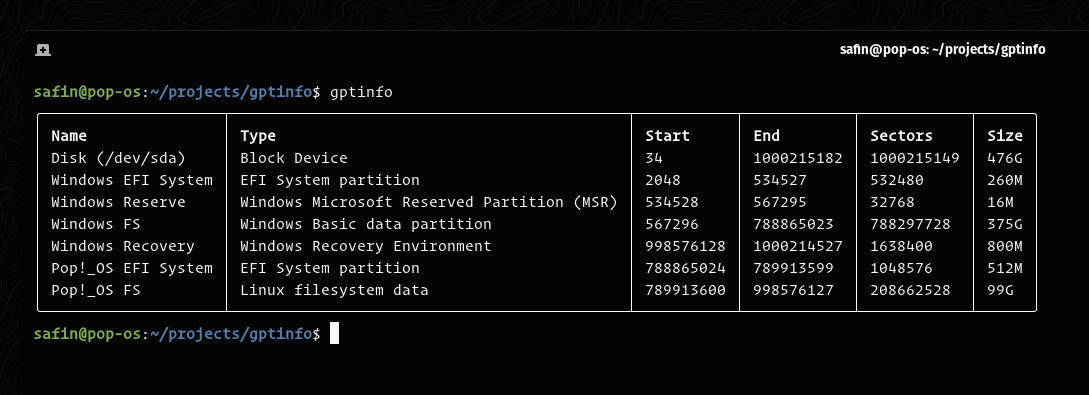 safin@pop-os: ~/projects/gptinfo
safin@pop-os:~/projects/gptinfo$ gptinfo
Name Type Start End Sectors Size
Disk (/dev/sda) Block Device 34 1000215182 1000215149 476G
Windows EFI System EFI System partition 2048 534527 532480 260M
Windows Reserve Windows Microsoft Reserved Partition (MSR) 534528 567295 32768 16M
Windows FS Windows Basic data partition 567296 788865023 788297728 375G
Windows Recovery Windows Recovery Environment 998576128 1000214527 1638400 800M
Pop!_OS EFI System EFI System partition 788865024 789913599 1048576 512M
Pop!_OS FS Linux filesystem data 789913600 998576127 208662528 99G
safin@pop-os:~/projects/gptinfo$